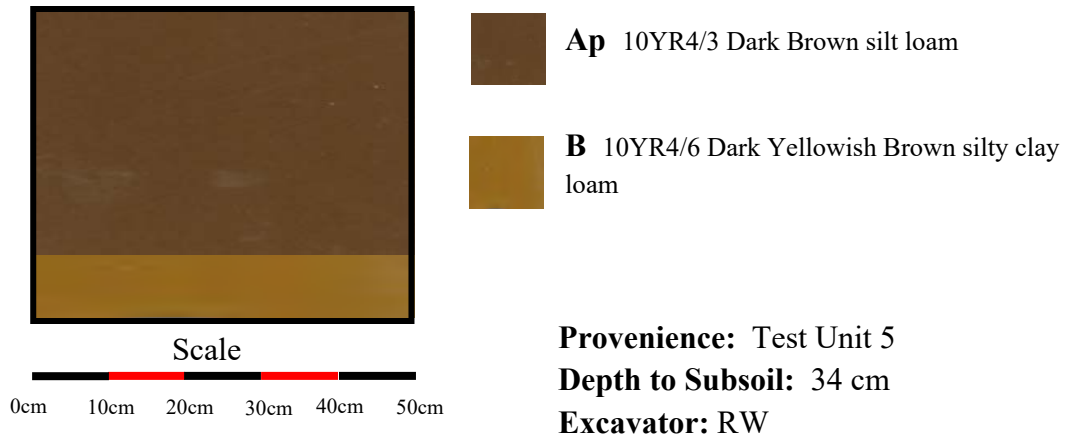 Ap 10YR4/3 Dark Brown silt loam
B 10YR4/6 Dark Yellowish Brown silty clay
loam
Scale
0cm 10cm 20cm 30cm 40cm 50cm
Provenience: Test Unit 5
Depth to Subsoil: 34 cm
Excavator: RW